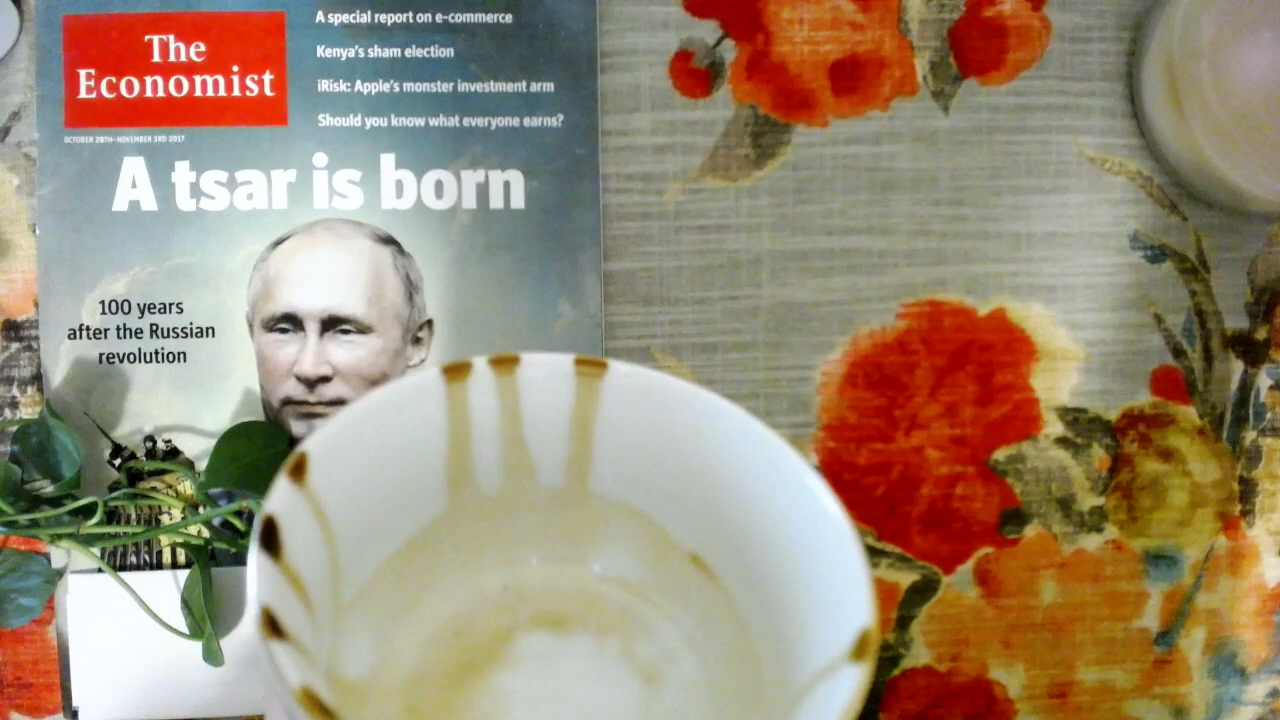 The
Economist
OCTOBER 28TH–NOVEMBER 3RD 2017
A special report on e-commerce
Kenya's sham election
iRisk: Apple's monster investment arm
Should you know what everyone earns?
A tsar is born
100 years
after the Russian
revolution